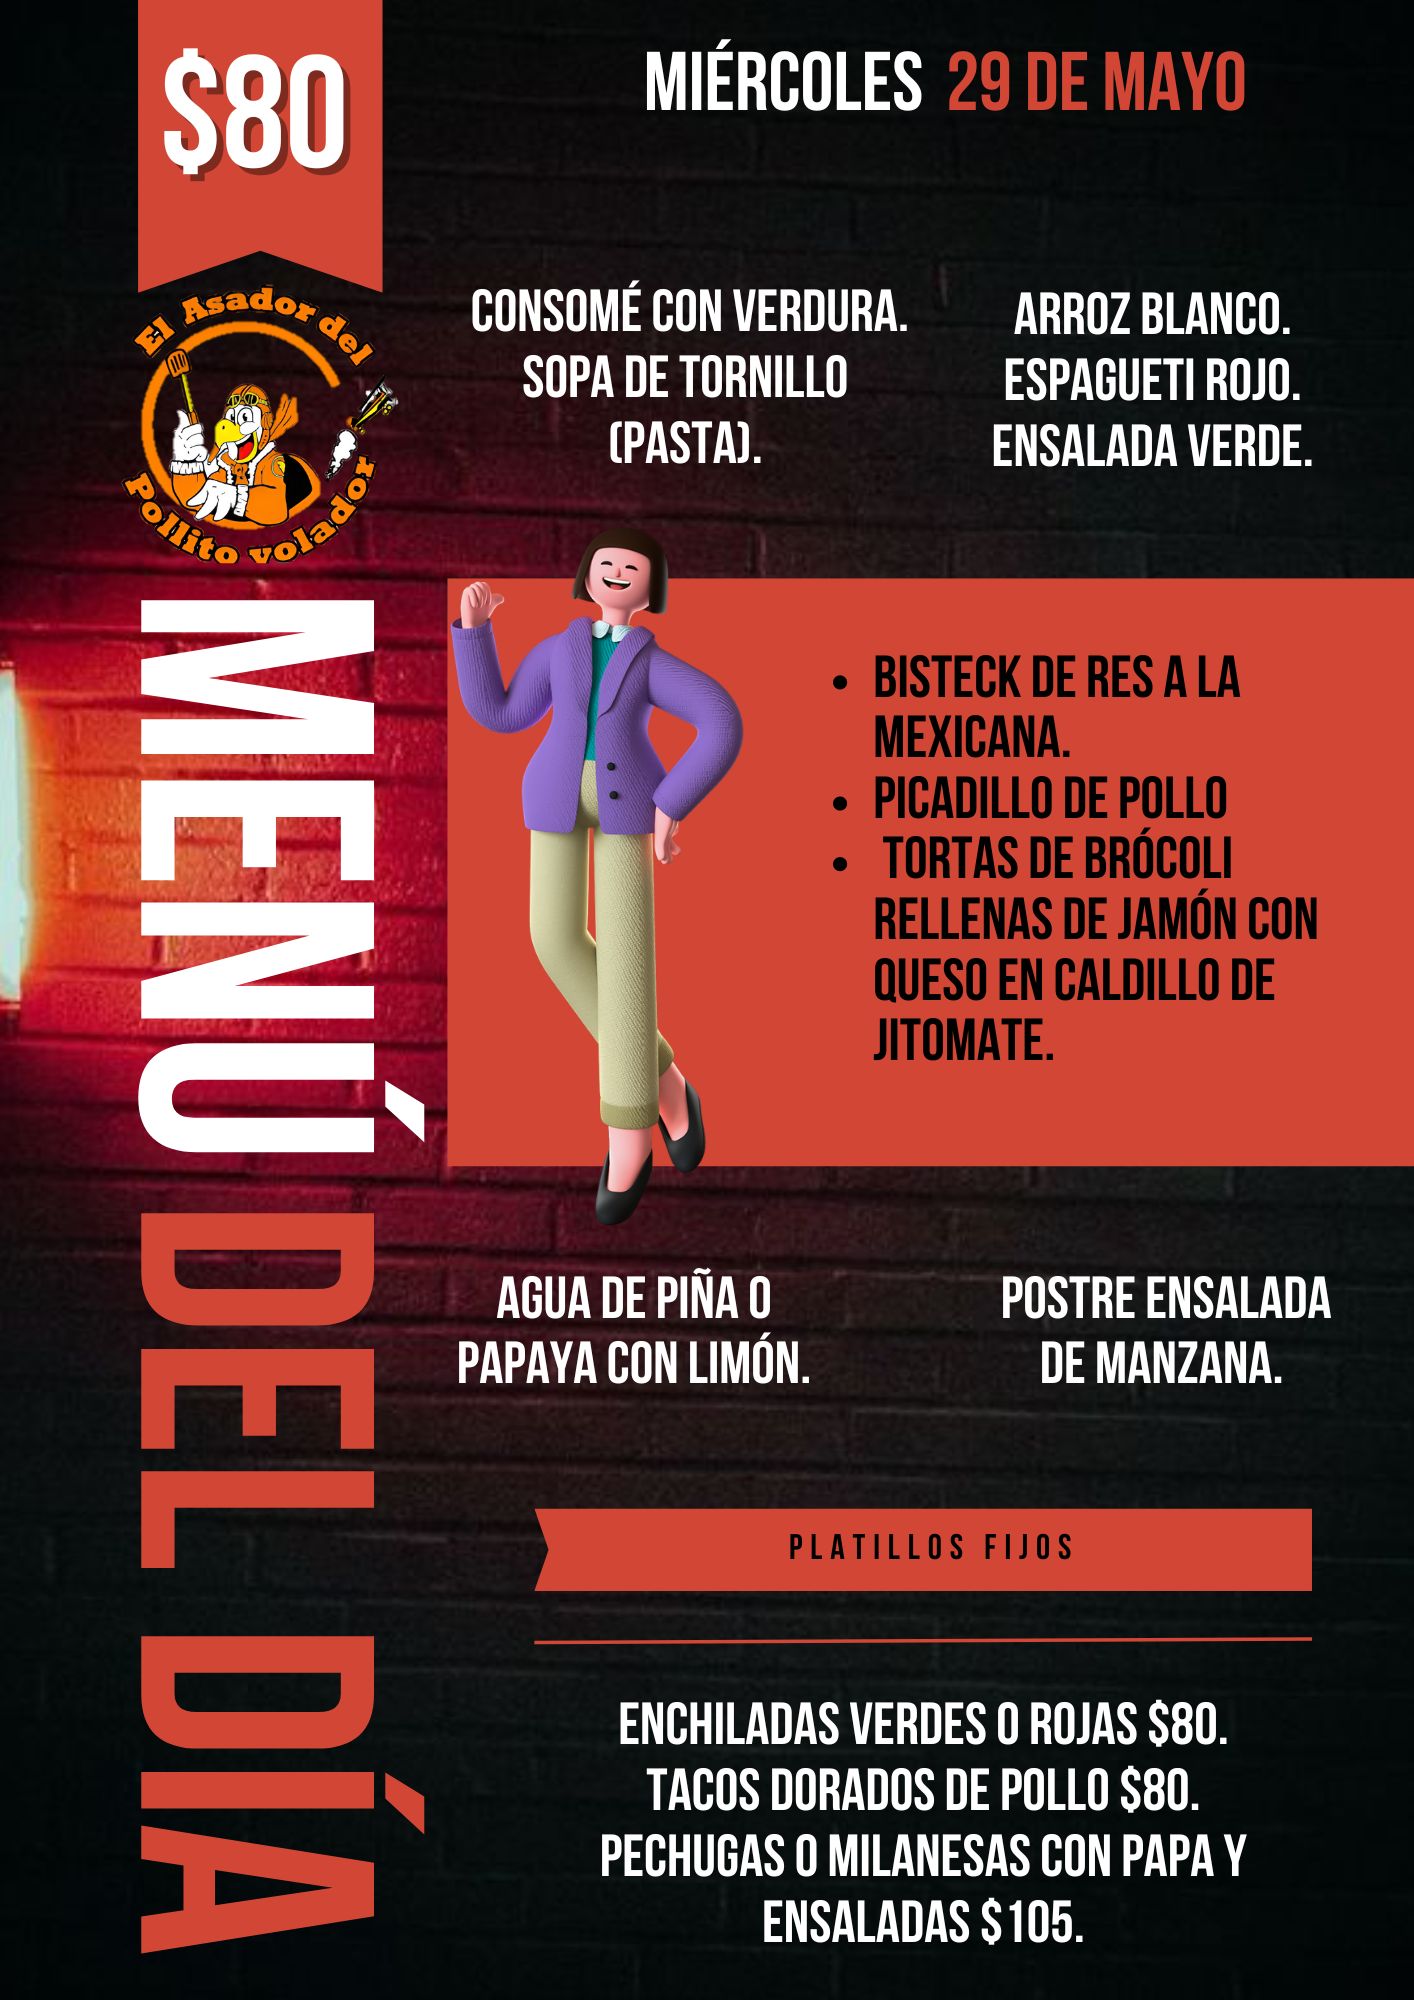 $80
MIÉRCOLES 29 DE MAYO
El Asador del
Pollito volador
CONSOMÉ CON VERDURA.
SOPA DE TORNILLO
(PASTA).
ARROZ BLANCO.
ESPAGUETI ROJO.
ENSALADA VERDE.
MENÚ DEL DÍA
• BISTECK DE RES A LA
MEXICANA.
• PICADILLO DE POLLO
• TORTAS DE BRÓCOLI
RELLENAS DE JAMÓN CON
QUESO EN CALDILLO DE
JITOMATE.
AGUA DE PIÑA O
PAPAYA CON LIMÓN.
POSTRE ENSALADA
DE MANZANA.
PLATILLOS FIJOS
ENCHILADAS VERDES O ROJAS $80.
TACOS DORADOS DE POLLO $80.
PECHUGAS O MILANESAS CON PAPA Y
ENSALADAS $105.